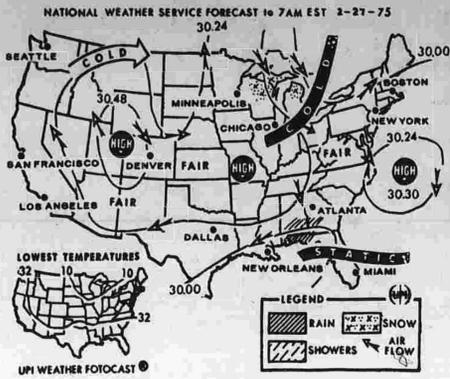 NATIONAL WEATHER SERVICE FORECAST to 7AM EST 2-27-75
30.24
30.00
SEATTLE
COLD
COLD
BOSTON
30.48
MINNEAPOLIS
NEW YORK
CHICAGO
30.24
HIGH
HIGH
FAIR
HIGH
SAN FRANCISCO
DENVER
FAIR
30.30
FAIR
LOS ANGELES
ATLANTA
DALLAS
LOWEST TEMPERATURES
STATIC
32 10 10
NEW ORLEANS
MIAMI
30.00
LEGEND
UPI
32
RAIN
SNOW
SHOWERS
AIR
FLOW
UPI WEATHER FOTOCAST